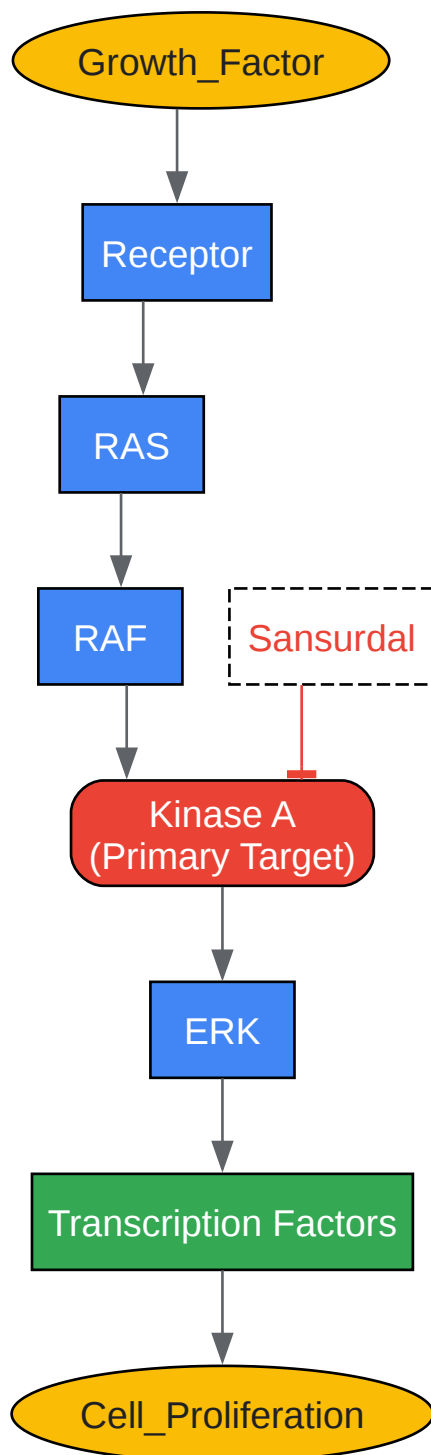 Growth_Factor
Receptor
RAS
RAF
Sansurdal
Kinase A
(Primary Target)
ERK
Transcription Factors
Cell_Proliferation